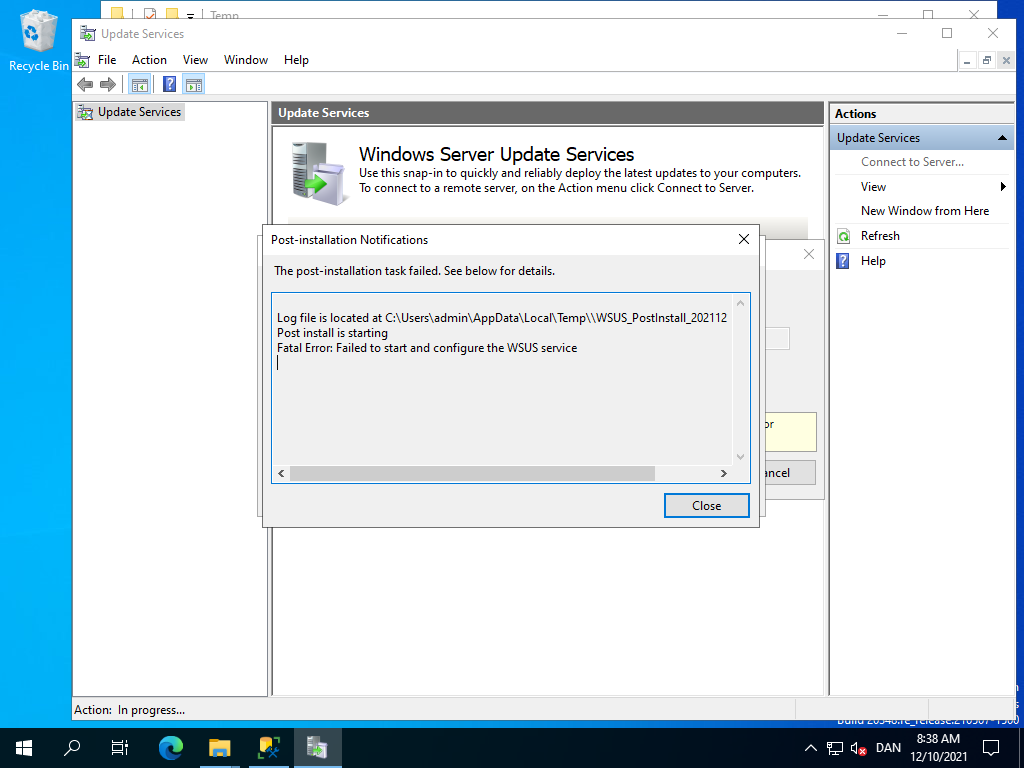 Recycle Bin
Temp
Update Services
File Action View Window Help
Update Services
Update Services
Windows Server Update Services
Use this snap-in to quickly and reliably deploy the latest updates to your computers.
To connect to a remote server, on the Action menu click Connect to Server.
Post-installation Notifications
The post-installation task failed. See below for details.
Log file is located at C:\Users\admin\AppData\Local\Temp\\WSUS_PostInstall_202112
Post install is starting
Fatal Error: Failed to start and configure the WSUS service
Close
or
ancel
Actions
Update Services
Connect to Server...
View
New Window from Here
Refresh
Help
Action: In progress...
DAN
8:38 AM
12/10/2021